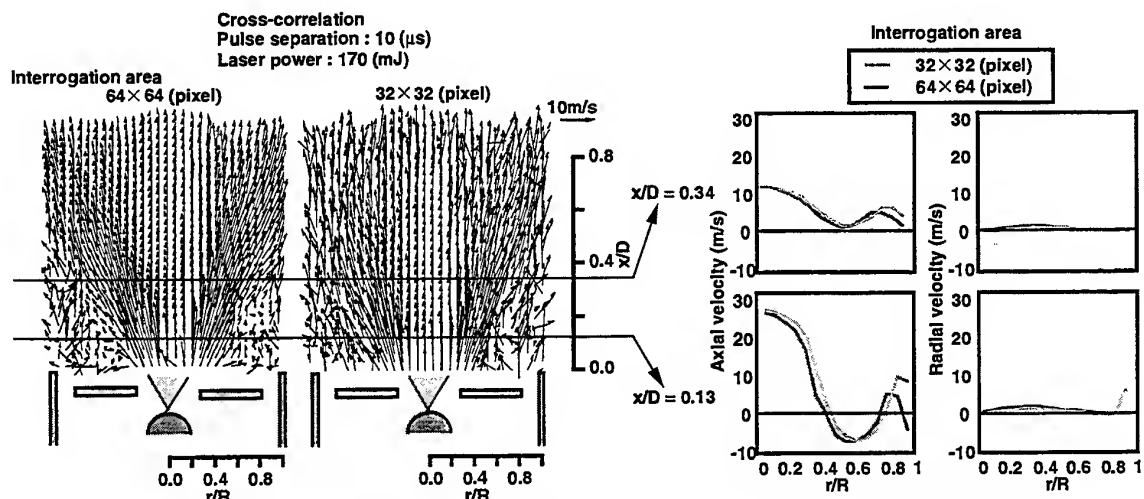 Cross-correlation
Pulse separation : 10 (μs)
Laser power : 170 (mJ)
Interrogation area
64×64 (pixel)
32×32 (pixel)
10m/s
0.8
0.4
0.0
x/D
x/D = 0.34
x/D = 0.13
0.0 0.4 0.8
r/R
0.0 0.4 0.8
r/R
Interrogation area
32×32 (pixel)
64×64 (pixel)
Axial velocity (m/s)
30
20
10
0
-10
30
20
10
0
-10
0 0.2 0.4 0.6 0.8 1
r/R
Radial velocity (m/s)
30
20
10
0
-10
30
20
10
0
-10
0 0.2 0.4 0.6 0.8 1
r/R